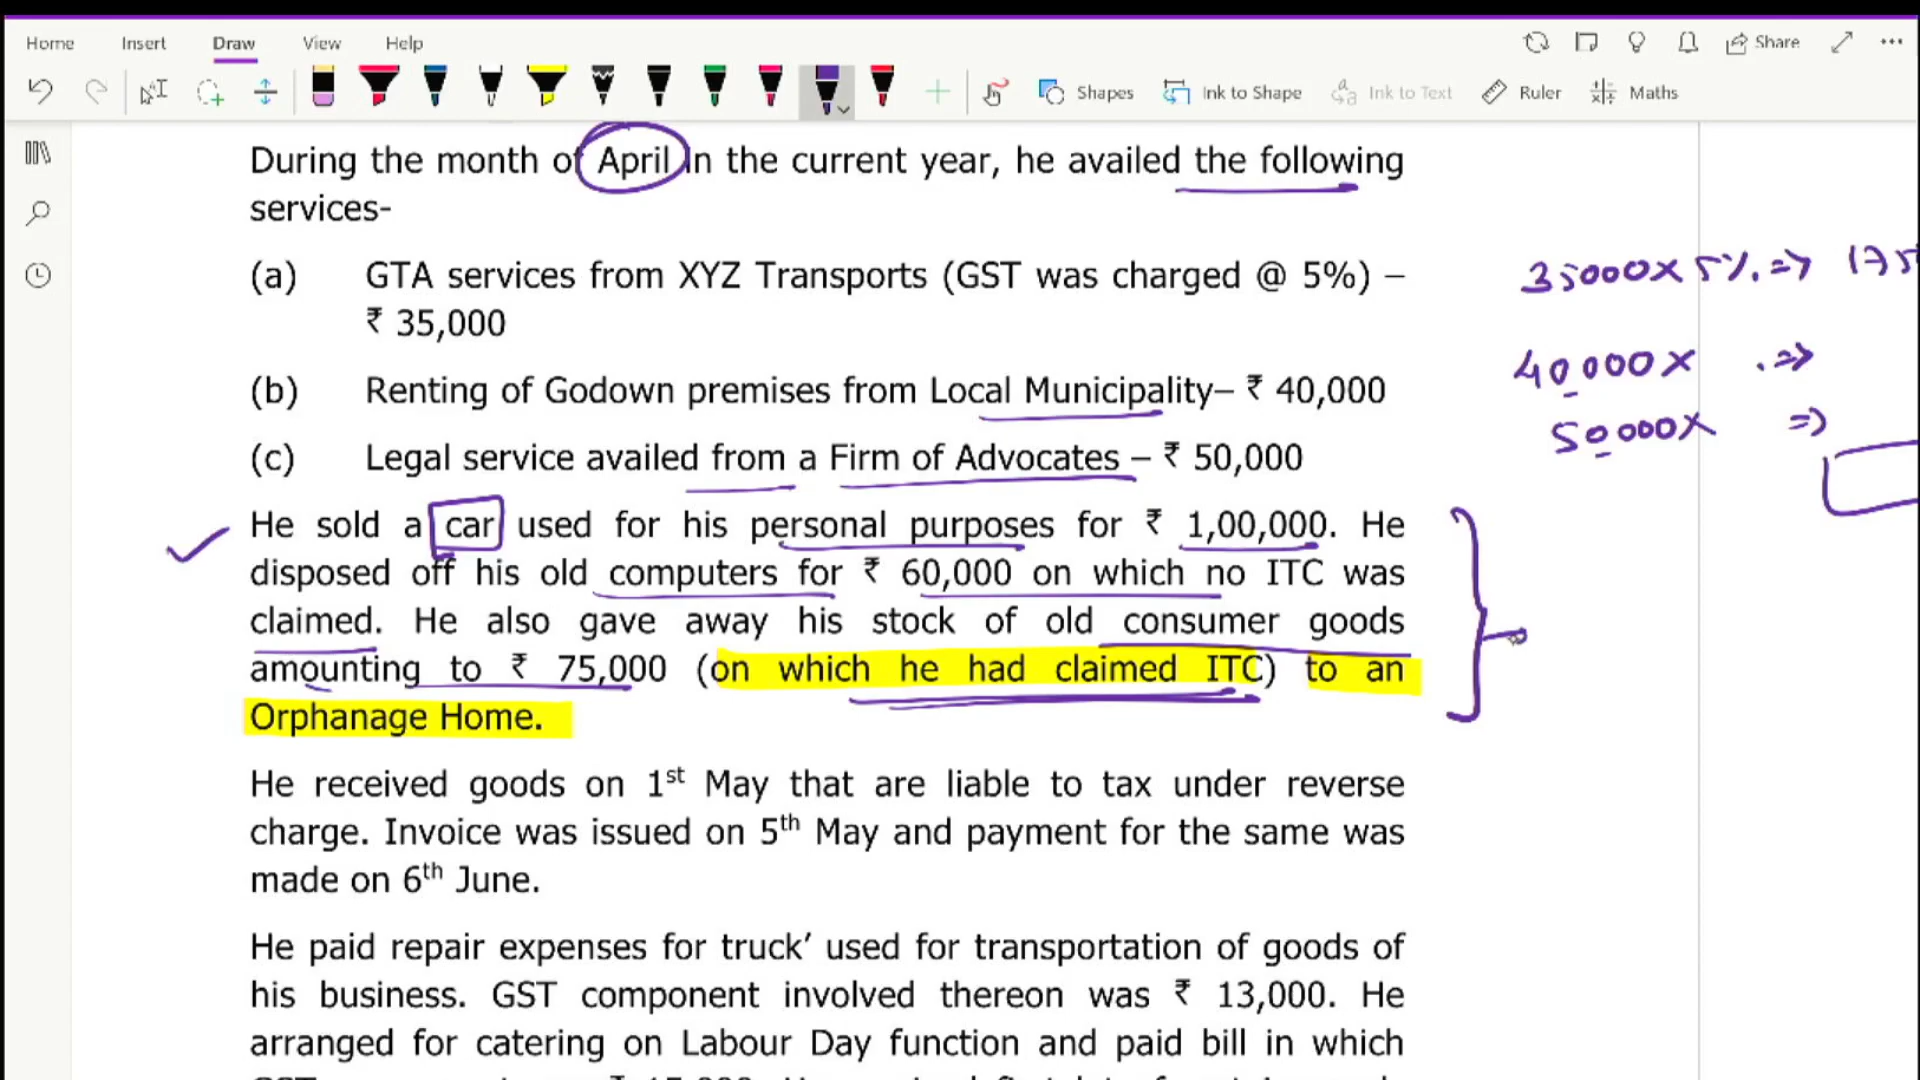 Home Insert Draw View Help Share
Shapes Ink to Shape Ink to Text Ruler Maths
During the month of April in the current year, he availed the following
services-
(a) GTA services from XYZ Transports (GST was charged @ 5%) –
₹ 35,000
35000x 5% => 175
(b) Renting of Godown premises from Local Municipality– ₹ 40,000
40,000x . =>
(c) Legal service availed from a Firm of Advocates – ₹ 50,000
50000x =>
He sold a car used for his personal purposes for ₹ 1,00,000. He
disposed off his old computers for ₹ 60,000 on which no ITC was
claimed. He also gave away his stock of old consumer goods
amounting to ₹ 75,000 (on which he had claimed ITC) to an
Orphanage Home.
He received goods on 1st May that are liable to tax under reverse
charge. Invoice was issued on 5th May and payment for the same was
made on 6th June.
He paid repair expenses for truck’ used for transportation of goods of
his business. GST component involved thereon was ₹ 13,000. He
arranged for catering on Labour Day function and paid bill in which